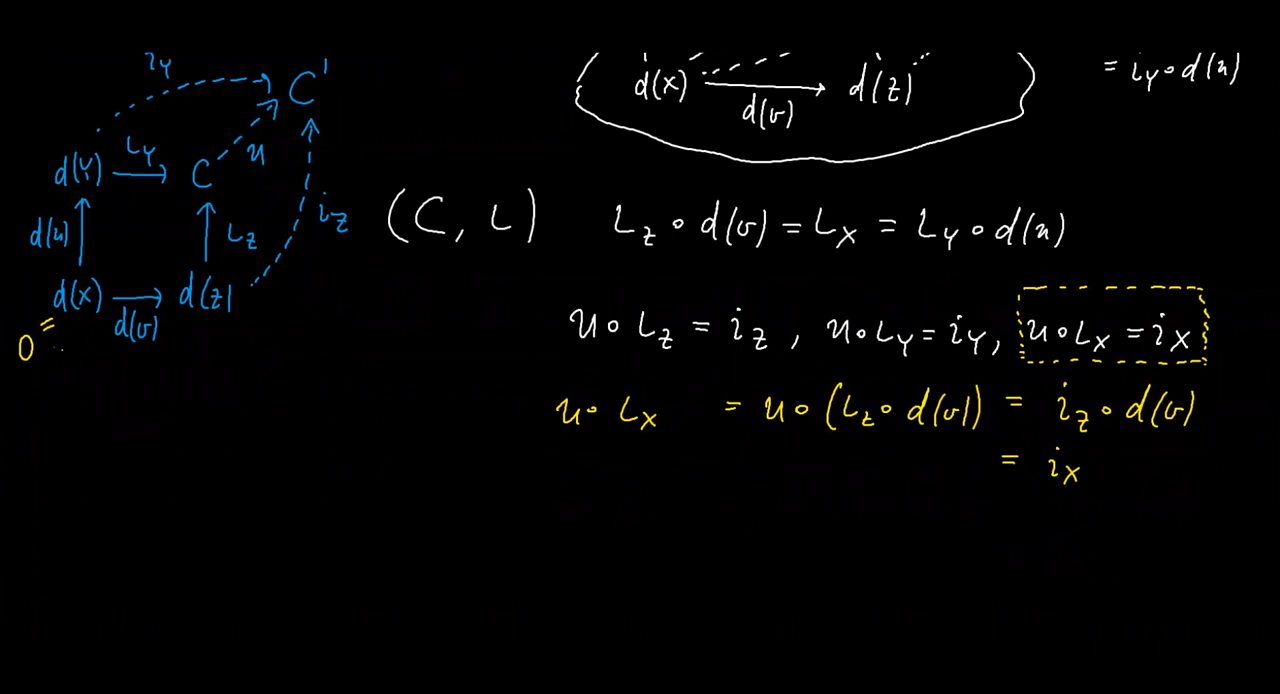 i_Y
C'
d(Y) L_Y C u
d(u) L_Z i_Z
d(x) d(z)
d(v)
0 =
d(x) d(z)
d(v)
= i_Y ∘ d(u)
(C, L) L_Z ∘ d(v) = L_X = L_Y ∘ d(u)
u ∘ L_Z = i_Z , u ∘ L_Y = i_Y, u ∘ L_X = i_X
u ∘ L_X = u ∘ (L_Z ∘ d(v)) = i_Z ∘ d(v)
= i_X